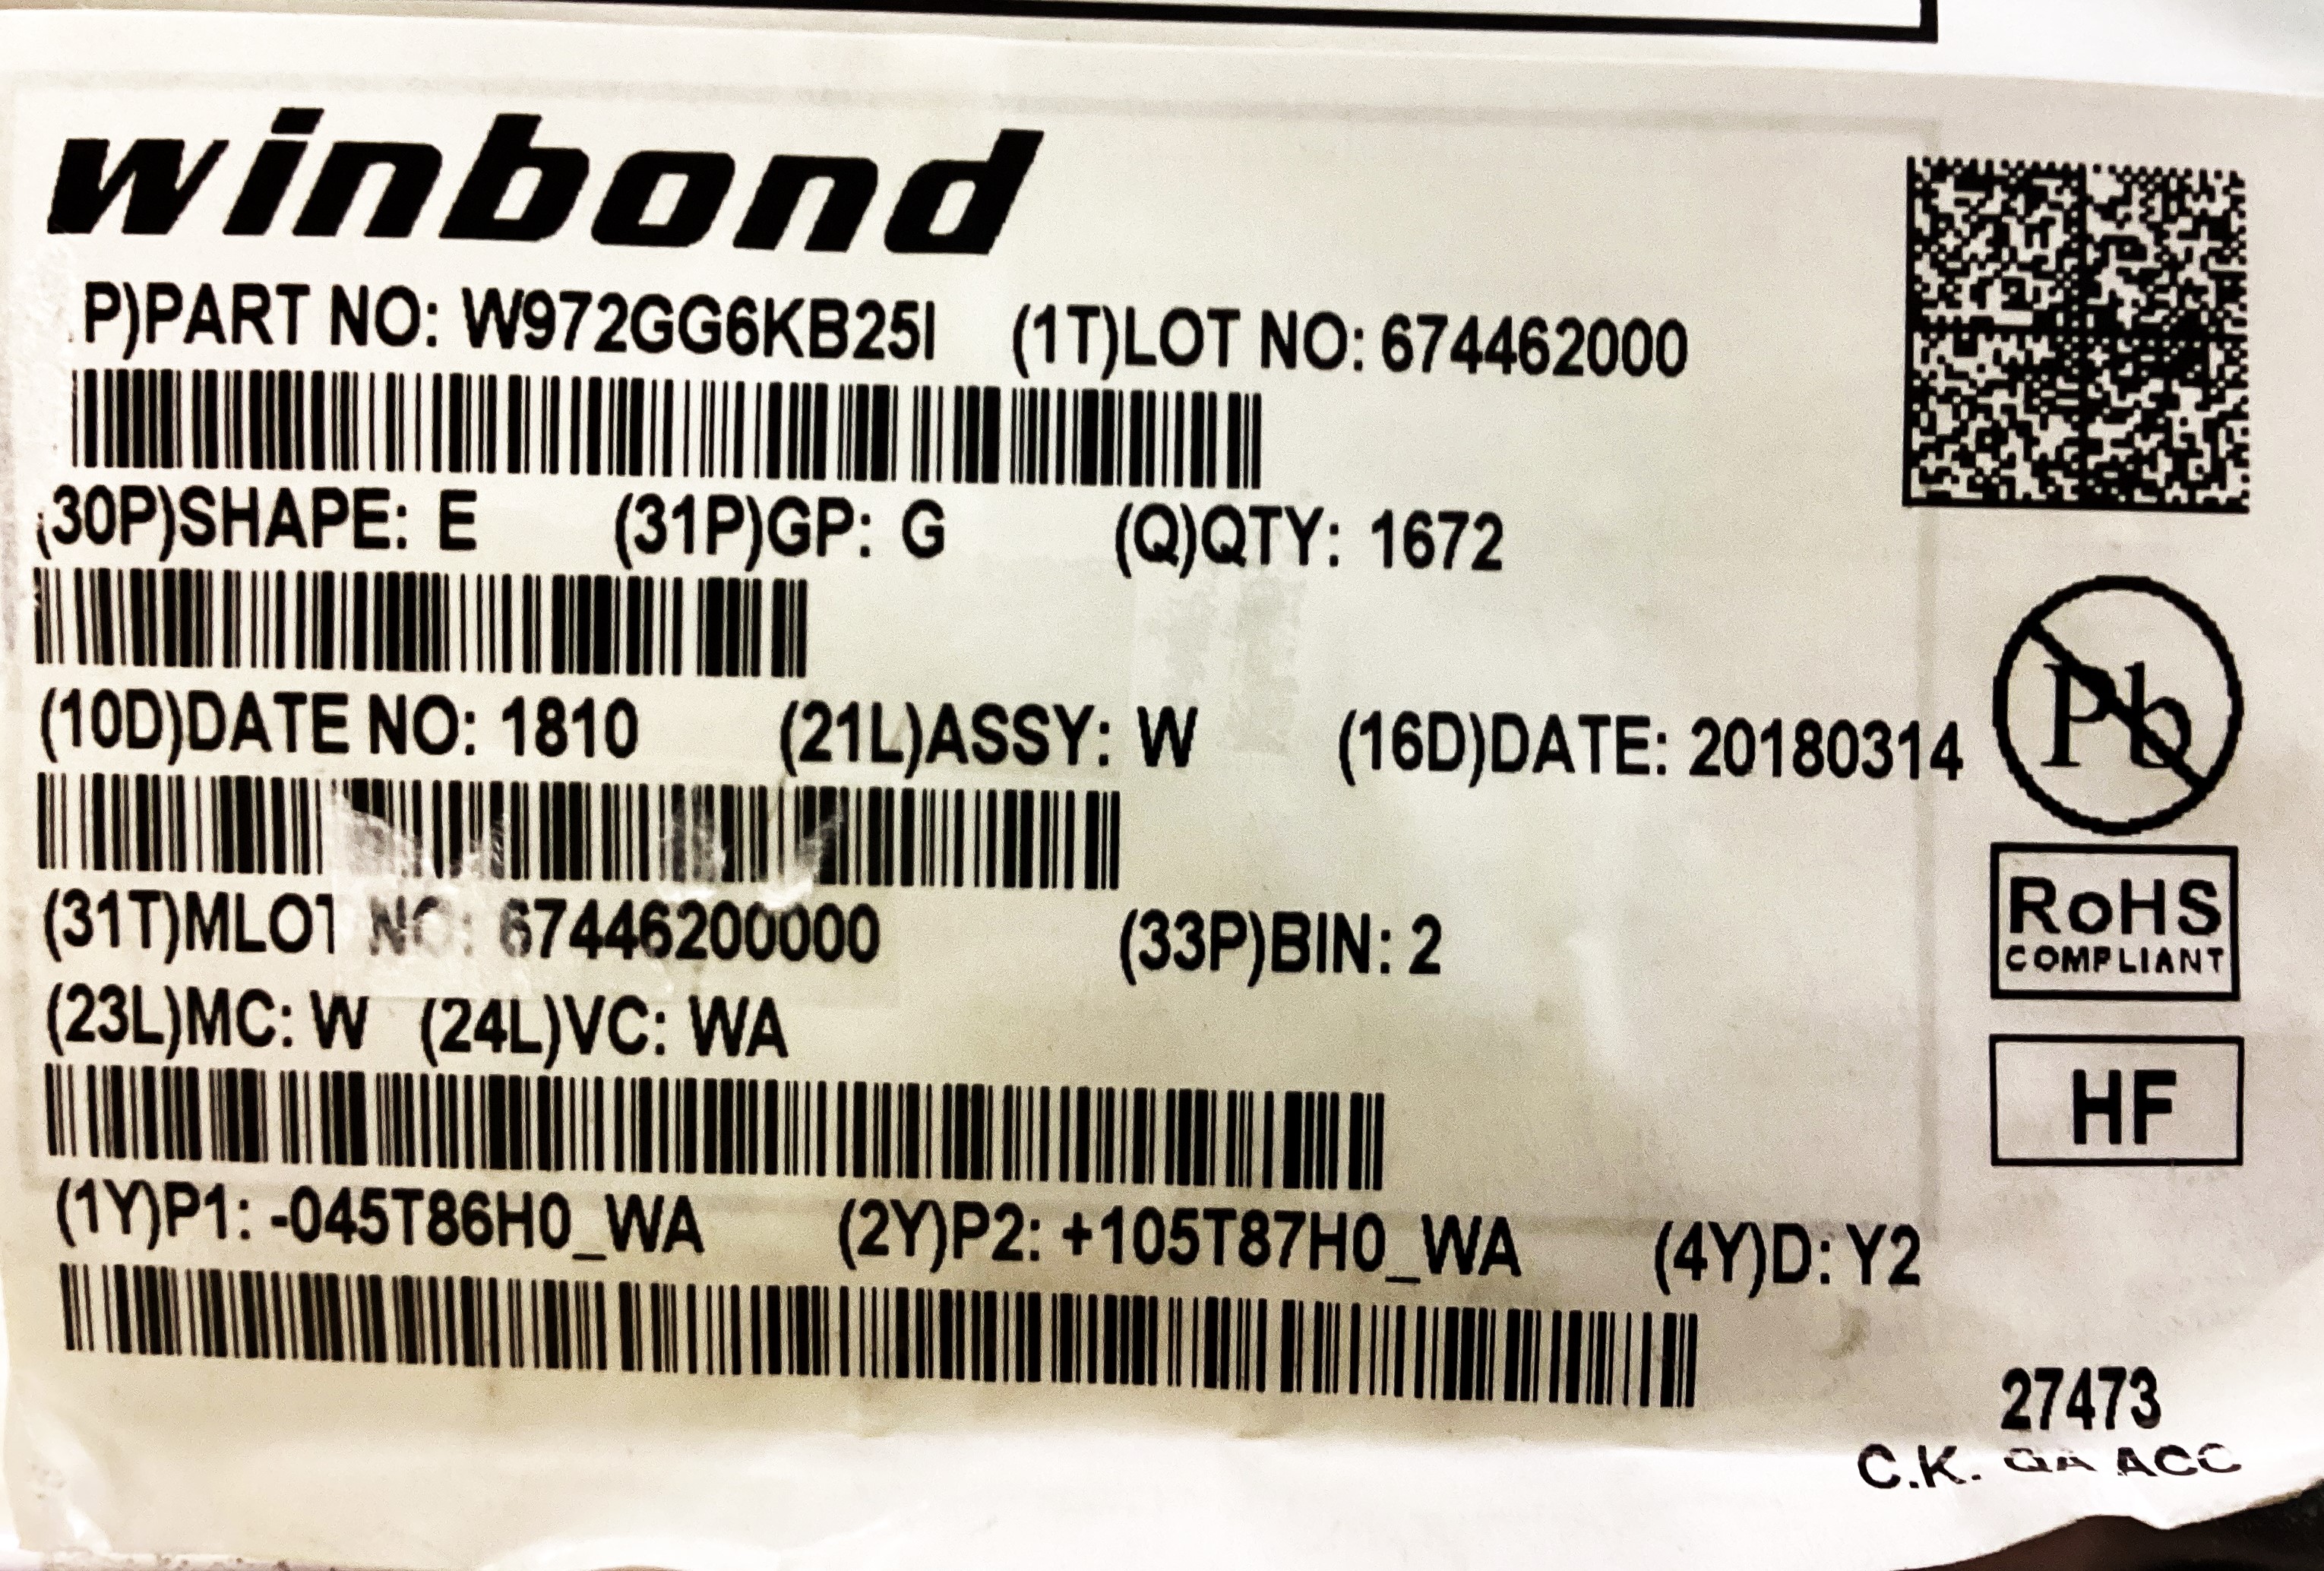 winbond
P)PART NO: W972GG6KB25I (1T)LOT NO: 674462000
(30P)SHAPE: E (31P)GP: G (Q)QTY: 1672
(10D)DATE NO: 1810 (21L)ASSY: W (16D)DATE: 20180314
Pb
(31T)MLOT NO: 67446200000 (33P)BIN: 2
RoHS
COMPLIANT
(23L)MC: W (24L)VC: WA
HF
(1Y)P1: -045T86H0_WA (2Y)P2: +105T87H0_WA (4Y)D: Y2
27473
C.K. QA ACC